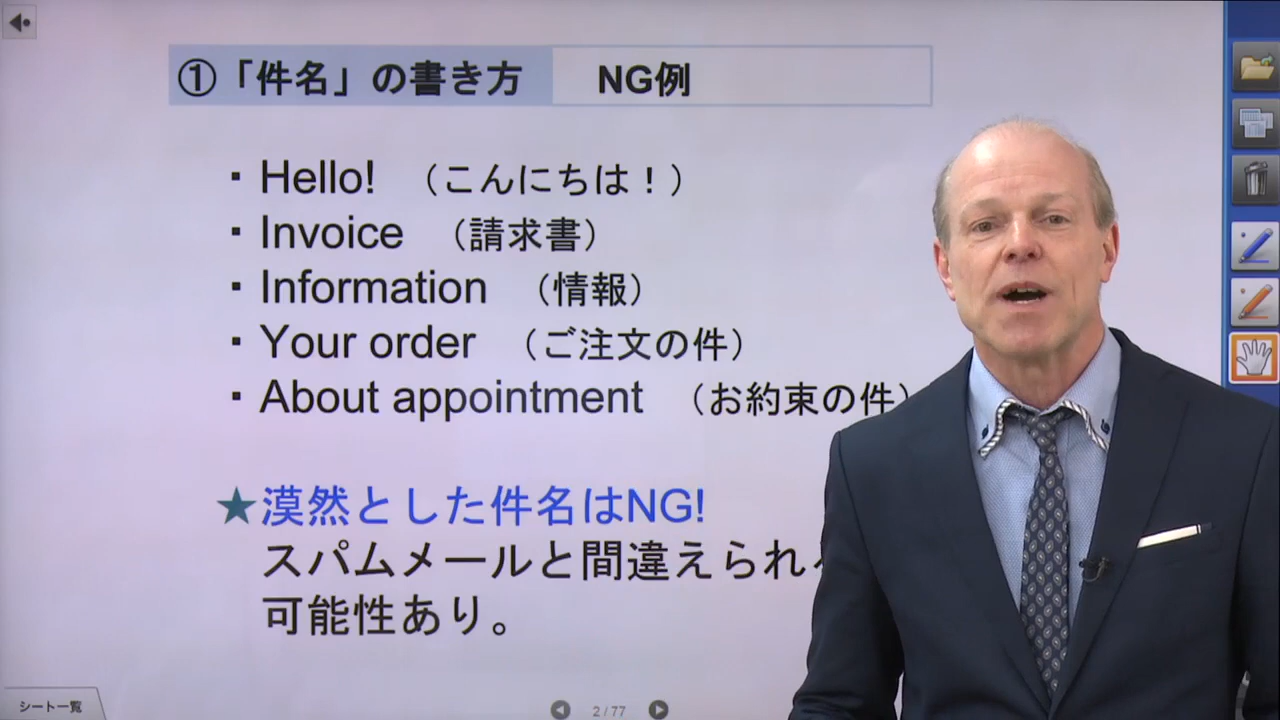 ①「件名」の書き方 NG例
・Hello! （こんにちは！）
・Invoice （請求書）
・Information （情報）
・Your order （ご注文の件）
・About appointment （お約束の件）
★漠然とした件名はNG!
スパムメールと間違えられ
可能性あり。
シート一覧
2 / 77